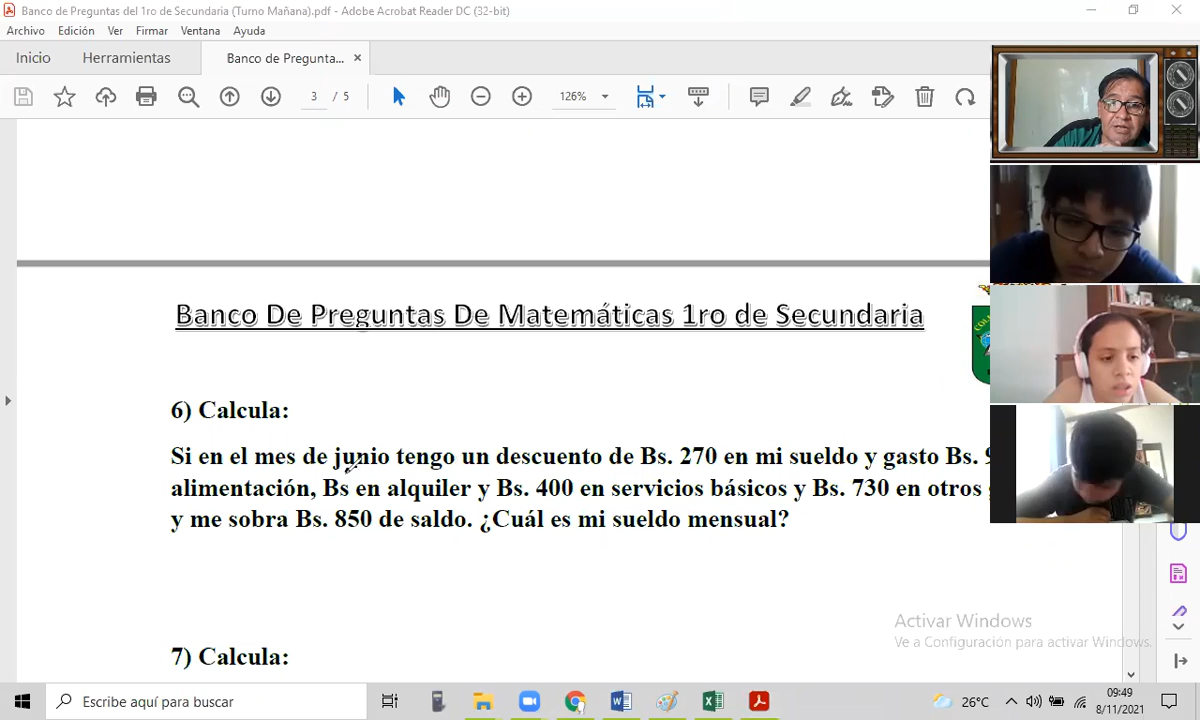 Banco de Preguntas del 1ro de Secundaria (Turno Mañana).pdf - Adobe Acrobat Reader DC (32-bit)
Archivo Edición Ver Firmar Ventana Ayuda
Inicio Herramientas Banco de Pregunta... ×
3 / 5 126%
Banco De Preguntas De Matemáticas 1ro de Secundaria
6) Calcula:
Si en el mes de junio tengo un descuento de Bs. 270 en mi sueldo y gasto Bs.
alimentación, Bs en alquiler y Bs. 400 en servicios básicos y Bs. 730 en otros
y me sobra Bs. 850 de saldo. ¿Cuál es mi sueldo mensual?
7) Calcula:
Activar Windows
Ve a Configuración para activar Windows.
Escribe aquí para buscar
26°C
09:49
8/11/2021